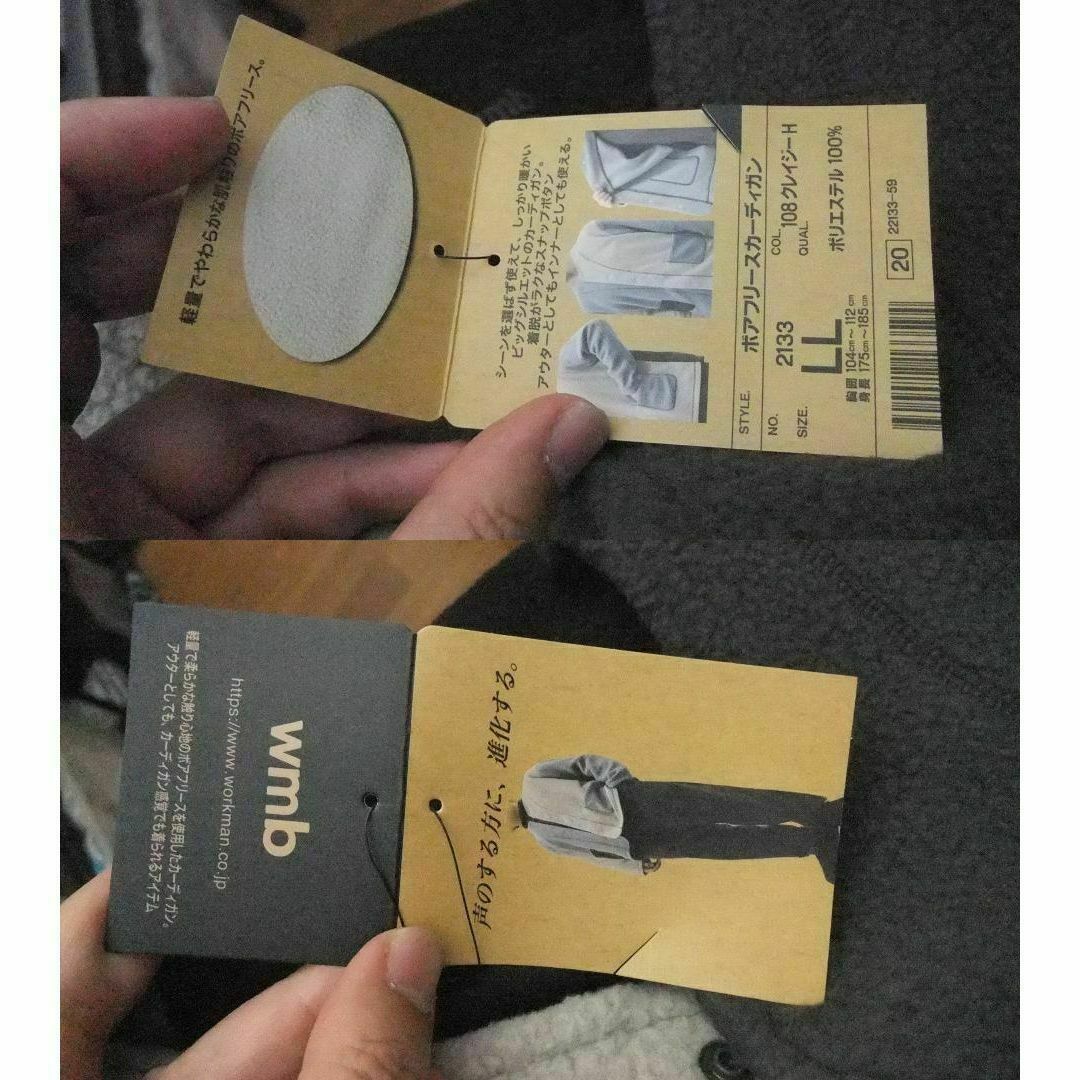 軽量でやわらかな肌触りのボアフリース。
シーンを選ばず使えて、しっかり暖かい
ビッグシルエットのカーディガン。
着脱がラクなスナップボタン
アウターとしてもインナーとしても使える。
STYLE. ボアフリースカーディガン
NO. 2133
COL. 108クレイジーH
SIZE. LL
QUAL. ポリエステル 100%
胸囲 104cm〜112cm
身長 175cm〜185cm
20 22133-59
声のする方に、進化する。
wmb
https://www.workman.co.jp
軽量で柔らかな触り心地のボアフリースを使用したカーディガン。
アウターとしても、カーディガン感覚でも着られるアイテム